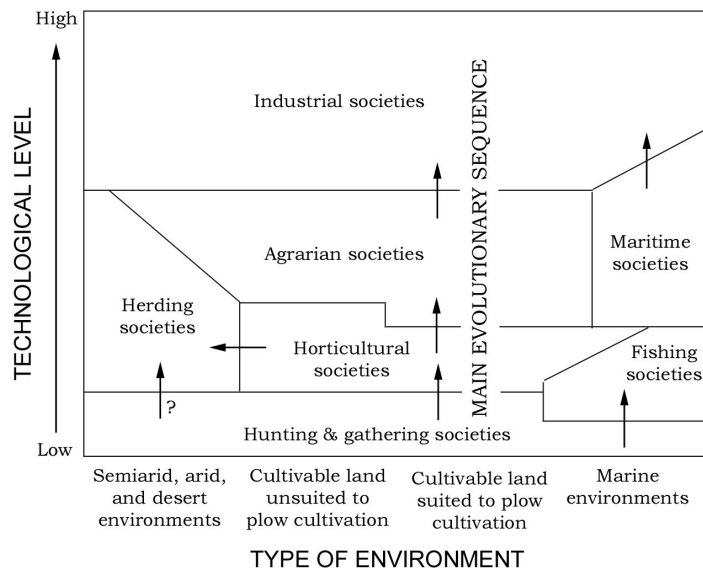 High
TECHNOLOGICAL LEVEL
Low
Industrial societies
MAIN EVOLUTIONARY SEQUENCE
Agrarian societies
Maritime
societies
Herding
societies
Horticultural
societies
Fishing
societies
?
Hunting & gathering societies
Semiarid, arid,
and desert
environments
Cultivable land
unsuited to
plow cultivation
Cultivable land
suited to plow
cultivation
Marine
environments
TYPE OF ENVIRONMENT